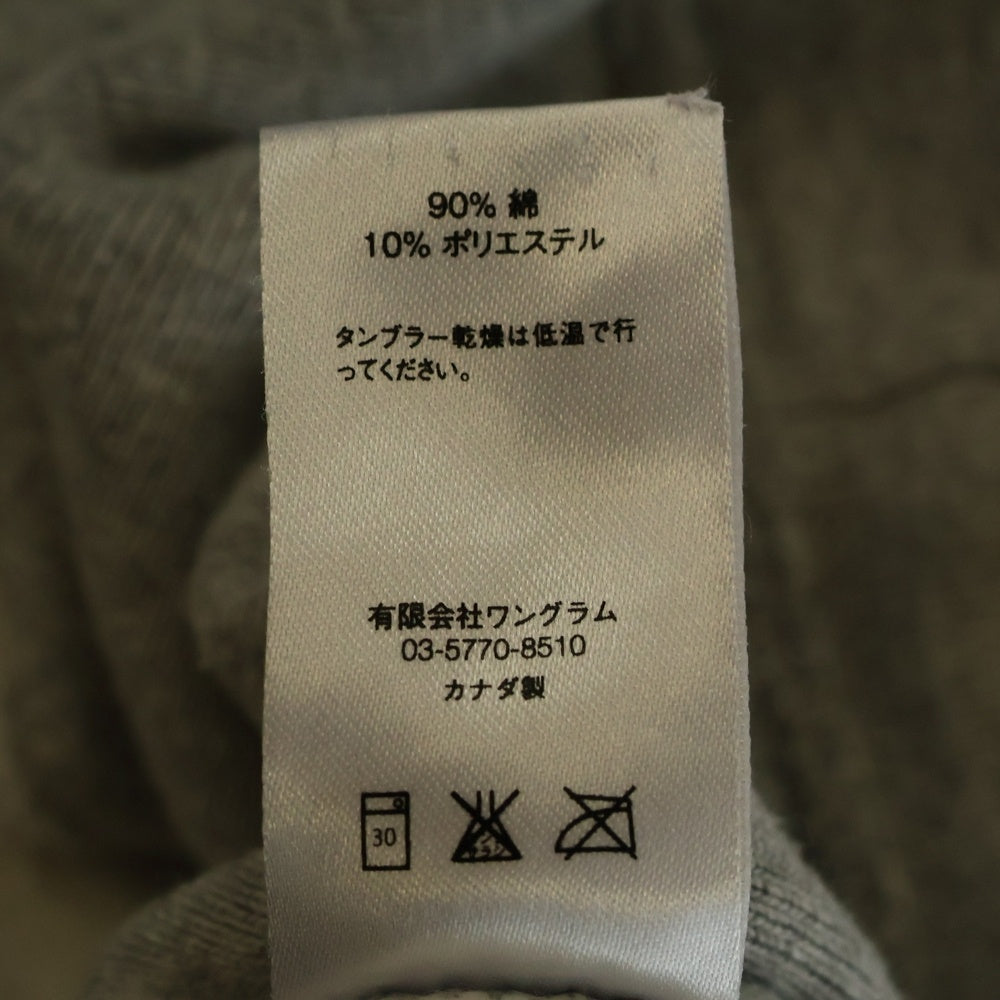 90% 綿
10% ポリエステル
タンブラー乾燥は低温で行
ってください。
有限会社ワングラム
03-5770-8510
カナダ製
30